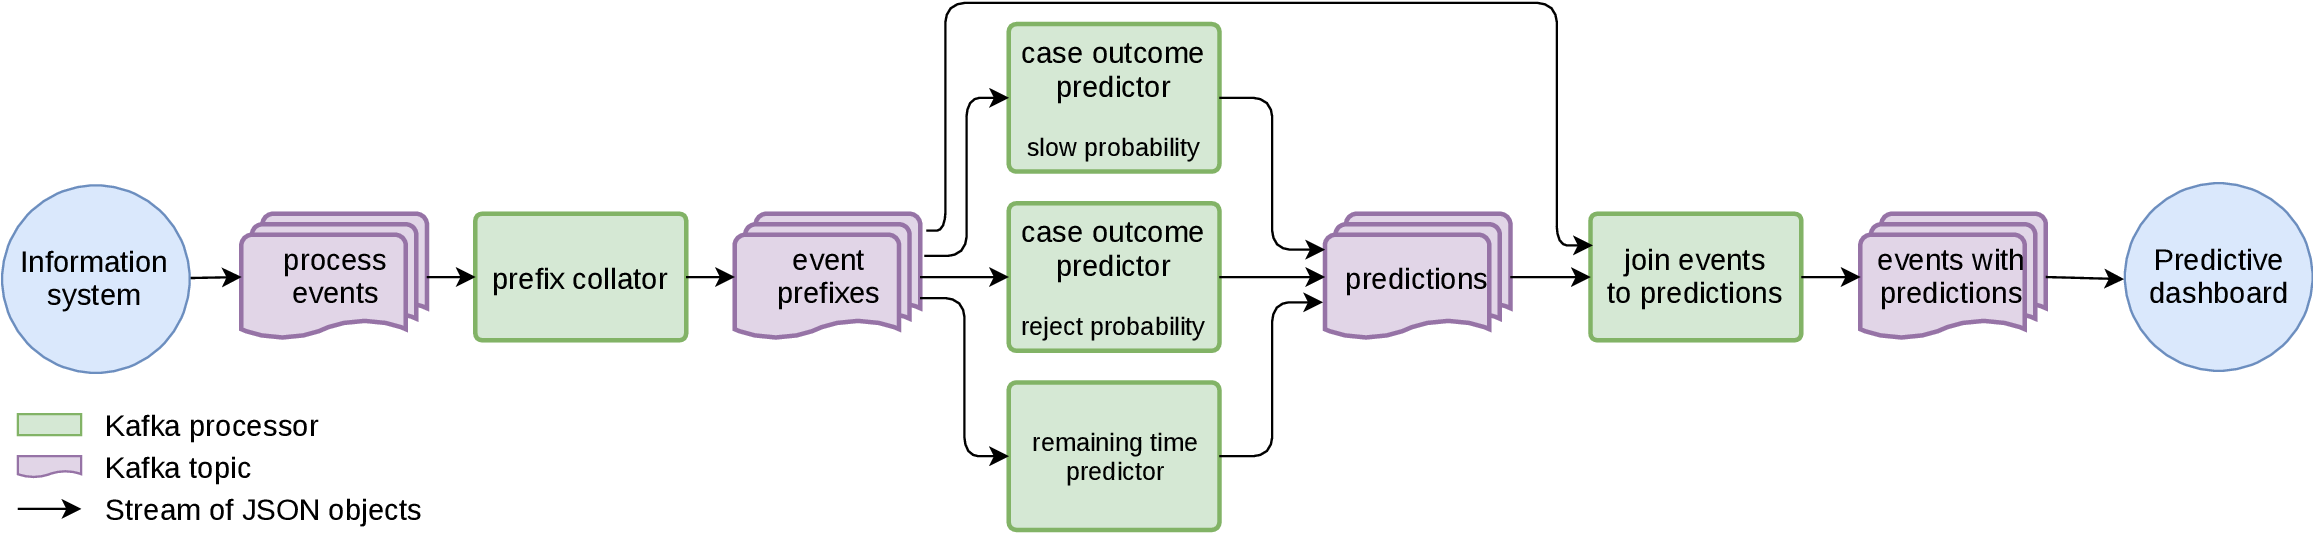 Information
system
process
events
prefix collator
event
prefixes
case outcome
predictor
slow probability
case outcome
predictor
reject probability
remaining time
predictor
predictions
join events
to predictions
events with
predictions
Predictive
dashboard
Kafka processor
Kafka topic
Stream of JSON objects